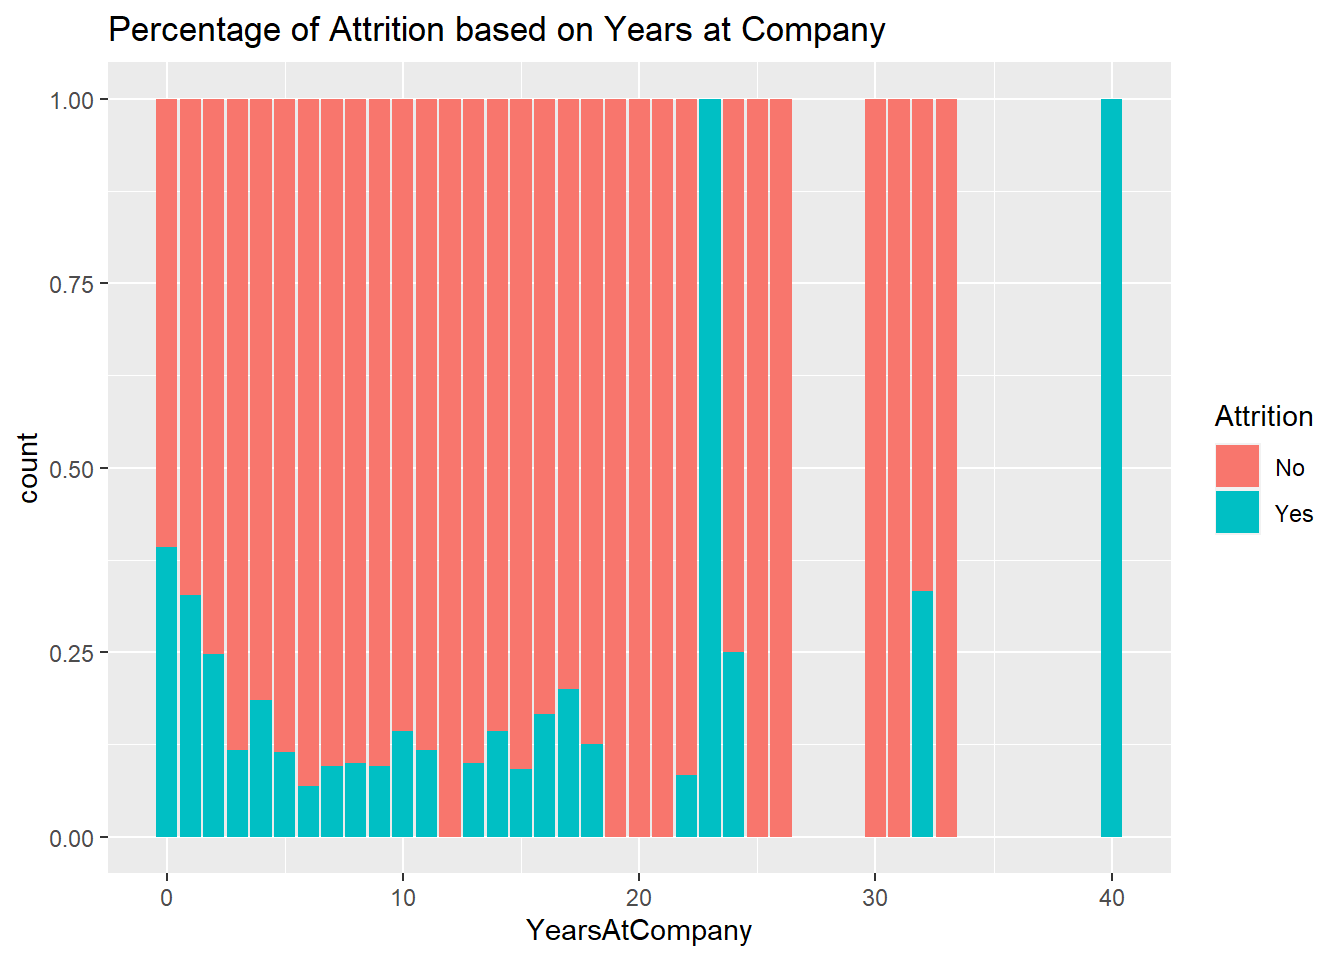 Percentage of Attrition based on Years at Company
1.00
0.75
0.50
0.25
0.00
count
0 10 20 30 40
YearsAtCompany
Attrition
No
Yes